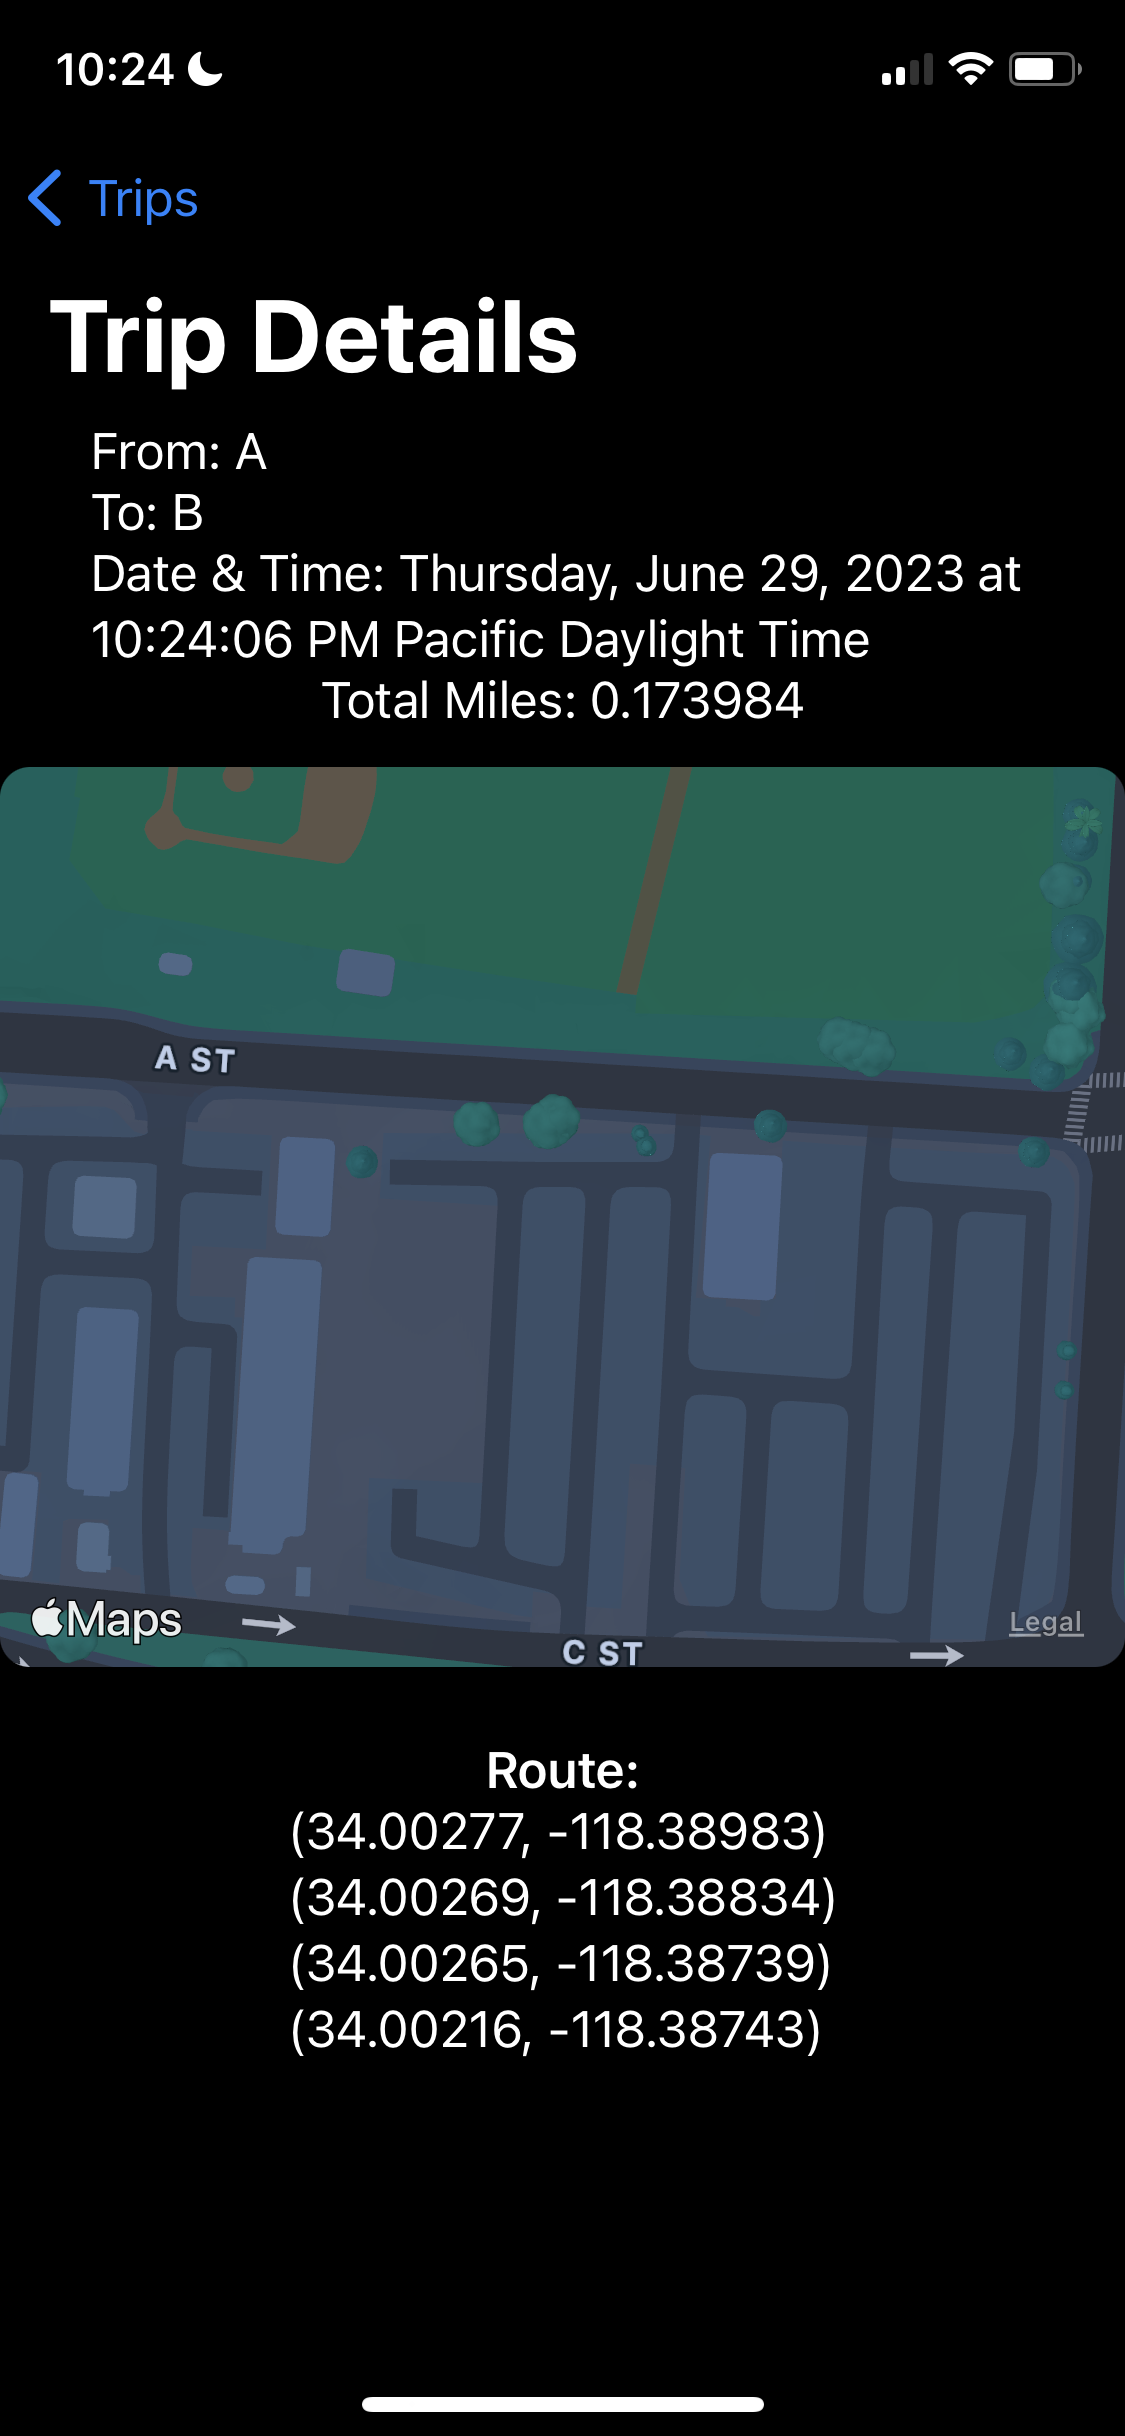 10:24
Trips
Trip Details
From: A
To: B
Date & Time: Thursday, June 29, 2023 at
10:24:06 PM Pacific Daylight Time
Total Miles: 0.173984
A ST
Maps
Legal
C ST
Route:
(34.00277, -118.38983)
(34.00269, -118.38834)
(34.00265, -118.38739)
(34.00216, -118.38743)